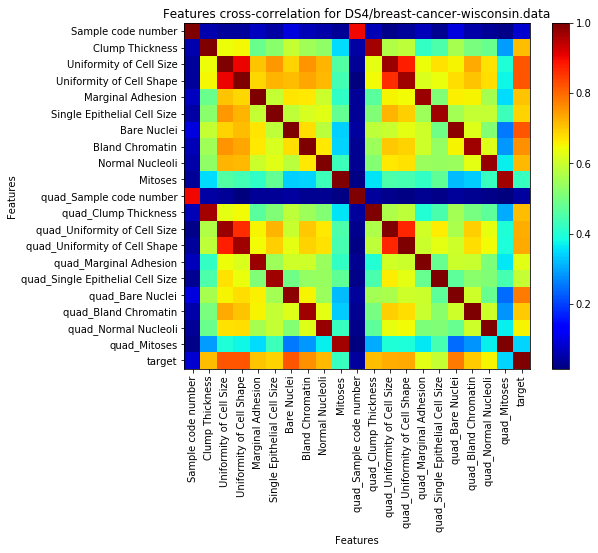 Features cross-correlation for DS4/breast-cancer-wisconsin.data
Features
Sample code number
Clump Thickness
Uniformity of Cell Size
Uniformity of Cell Shape
Marginal Adhesion
Single Epithelial Cell Size
Bare Nuclei
Bland Chromatin
Normal Nucleoli
Mitoses
quad_Sample code number
quad_Clump Thickness
quad_Uniformity of Cell Size
quad_Uniformity of Cell Shape
quad_Marginal Adhesion
quad_Single Epithelial Cell Size
quad_Bare Nuclei
quad_Bland Chromatin
quad_Normal Nucleoli
quad_Mitoses
target
Sample code number
Clump Thickness
Uniformity of Cell Size
Uniformity of Cell Shape
Marginal Adhesion
Single Epithelial Cell Size
Bare Nuclei
Bland Chromatin
Normal Nucleoli
Mitoses
quad_Sample code number
quad_Clump Thickness
quad_Uniformity of Cell Size
quad_Uniformity of Cell Shape
quad_Marginal Adhesion
quad_Single Epithelial Cell Size
quad_Bare Nuclei
quad_Bland Chromatin
quad_Normal Nucleoli
quad_Mitoses
target
Features
1.0
0.8
0.6
0.4
0.2